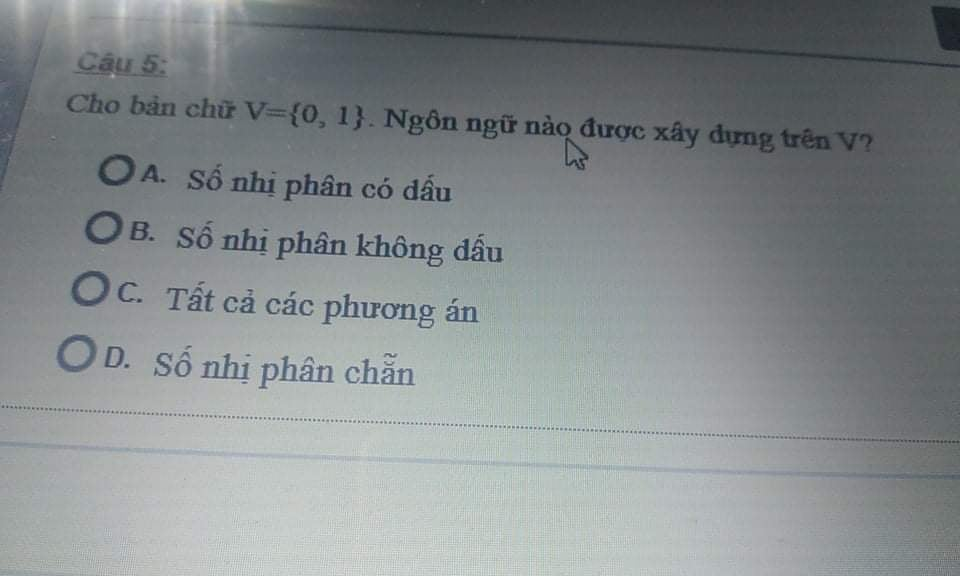 Câu 5:
Cho bản chữ V={0, 1}. Ngôn ngữ nào được xây dựng trên V?
A. Số nhị phân có dấu
B. Số nhị phân không dấu
C. Tất cả các phương án
D. Số nhị phân chẵn